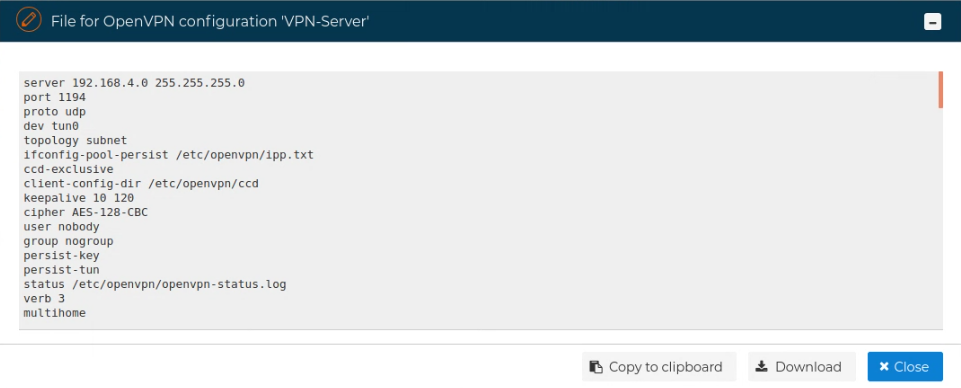 File for OpenVPN configuration 'VPN-Server'
server 192.168.4.0 255.255.255.0
port 1194
proto udp
dev tun0
topology subnet
ifconfig-pool-persist /etc/openvpn/ipp.txt
ccd-exclusive
client-config-dir /etc/openvpn/ccd
keepalive 10 120
cipher AES-128-CBC
user nobody
group nogroup
persist-key
persist-tun
status /etc/openvpn/openvpn-status.log
verb 3
multihome
Copy to clipboard Download Close